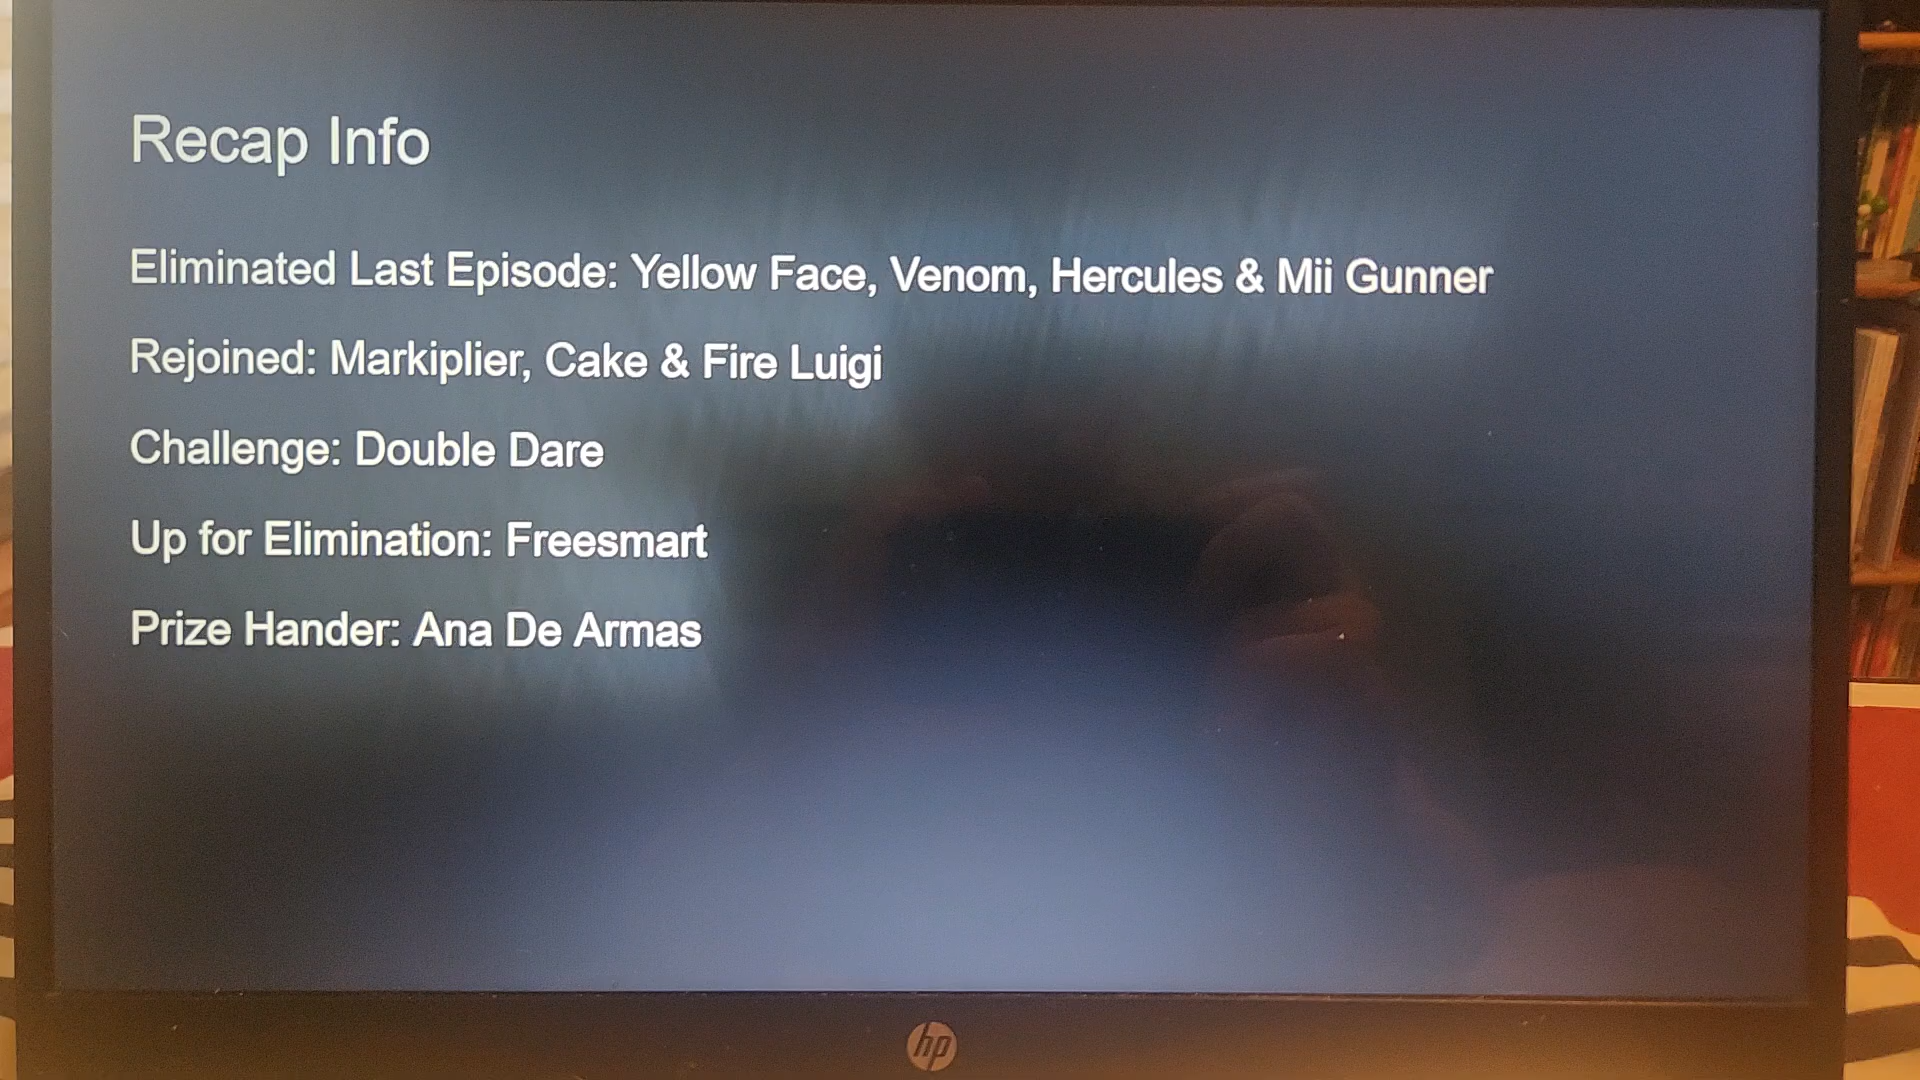 Recap Info
Eliminated Last Episode: Yellow Face, Venom, Hercules & Mii Gunner
Rejoined: Markiplier, Cake & Fire Luigi
Challenge: Double Dare
Up for Elimination: Freesmart
Prize Hander: Ana De Armas
hp